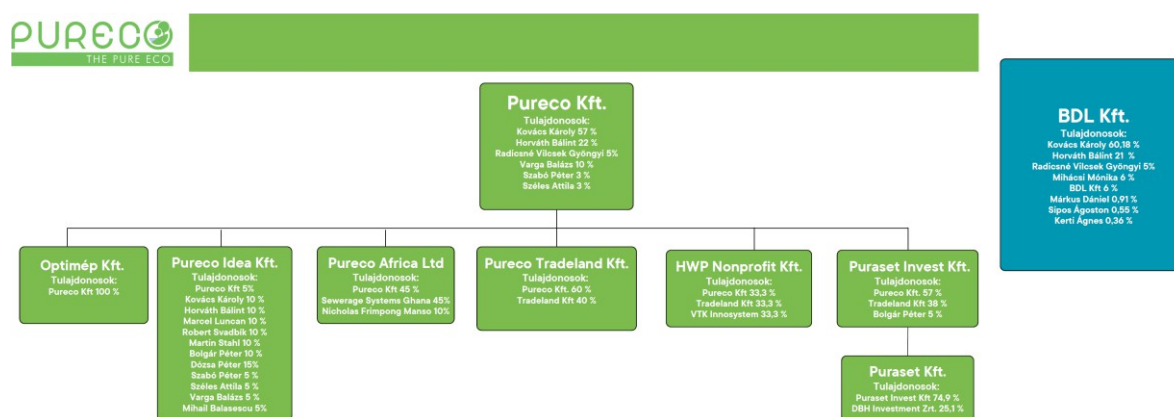 PURECO
THE PURE ECO
Pureco Kft.
Tulajdonosok:
Kovács Károly 57 %
Horváth Bálint 22 %
Radicsné Vilcsek Gyöngyi 5%
Varga Balázs 10 %
Szabó Péter 3 %
Széles Attila 3 %
BDL Kft.
Tulajdonosok:
Kovács Károly 60,18 %
Horváth Bálint 21 %
Radicsné Vilcsek Gyöngyi 5%
Mihácsi Mónika 6 %
BDL Kft 6 %
Márkus Dániel 0,91 %
Sipos Ágoston 0,55 %
Kerti Ágnes 0,36 %
Optimép Kft.
Tulajdonosok:
Pureco Kft 100 %
Pureco Idea Kft.
Tulajdonosok:
Pureco Kft 5%
Kovács Károly 10 %
Horváth Bálint 10 %
Marcel Luncan 10 %
Robert Svadbik 10 %
Martin Stahl 10 %
Bolgár Péter 10 %
Dózsa Péter 15%
Szabó Péter 5 %
Széles Attila 5 %
Varga Balázs 5 %
Mihail Balasescu 5%
Pureco Africa Ltd
Tulajdonosok:
Pureco Kft 45 %
Sewerage Systems Ghana 45%
Nicholas Frimpong Manso 10%
Pureco Tradeland Kft.
Tulajdonosok:
Pureco Kft. 60 %
Tradeland Kft 40 %
HWP Nonprofit Kft.
Tulajdonosok:
Pureco Kft 33,3 %
Tradeland Kft 33,3 %
VTK Innosystem 33,3 %
Puraset Invest Kft.
Tulajdonosok:
Pureco Kft. 57 %
Tradeland Kft 38 %
Bolgár Péter 5 %
Puraset Kft.
Tulajdonosok:
Puraset Invest Kft 74,9 %
DBH Investment Zrt. 25,1 %